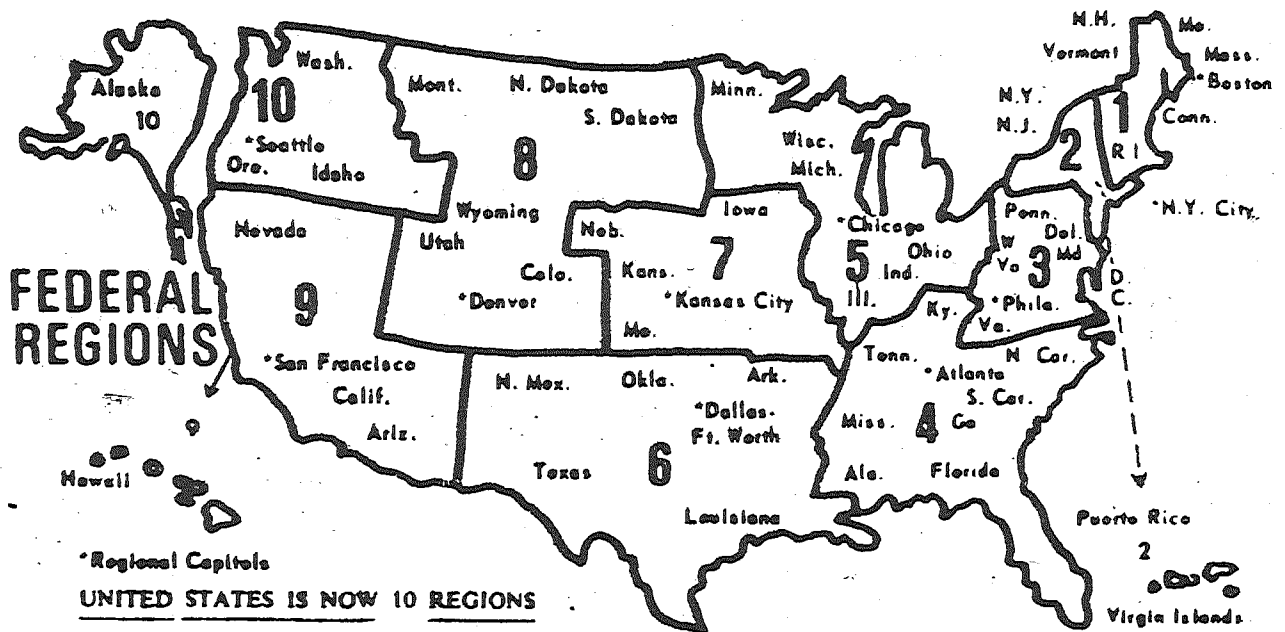 N.H.
Me.
Vermont
Mass.
*Boston
Wash.
Alaska
10
10
Mont.
N. Dakota
S. Dakota
Minn.
N.Y.
N.J.
1
Conn.
*Seattle
Ore.
Idaho
8
Wisc.
Mich.
2
R I
Wyoming
Iowa
*N.Y. City
Nevada
Utah
Neb.
*Chicago
Penn.
Del.
Ohio
W Va
Md
FEDERAL
REGIONS
9
Colo.
*Denver
Kans.
7
*Kansas City
5
Ind.
Ill.
3
*Phila.
D.C.
Mo.
Ky.
Va.
*San Francisco
Calif.
Ariz.
N. Mex.
Okla.
Ark.
Tenn.
N Car.
*Atlanta
S. Car.
9
Hawaii
*Dallas-
Ft. Worth
Miss.
4
Ga
Texas
6
Ala.
Florida
Louisiana
Puerto Rico
2
Virgin Islands
*Regional Capitols
UNITED STATES IS NOW 10 REGIONS